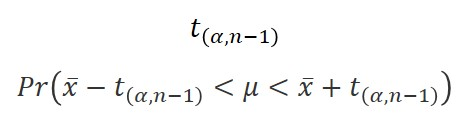 t₍α,n−1₎
Pr(x̄ − t₍α,n−1₎ < μ < x̄ + t₍α,n−1₎)